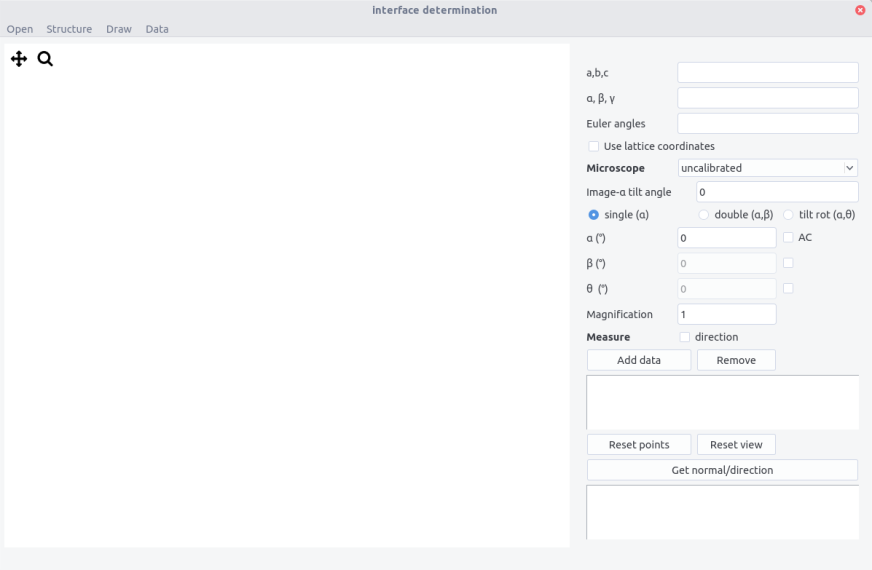 interface determination
Open Structure Draw Data
a,b,c
α, β, γ
Euler angles
Use lattice coordinates
Microscope uncalibrated
Image-α tilt angle 0
single (α) double (α,β) tilt rot (α,θ)
α (°) 0 AC
β (°) 0
θ (°) 0
Magnification 1
Measure direction
Add data Remove
Reset points Reset view
Get normal/direction